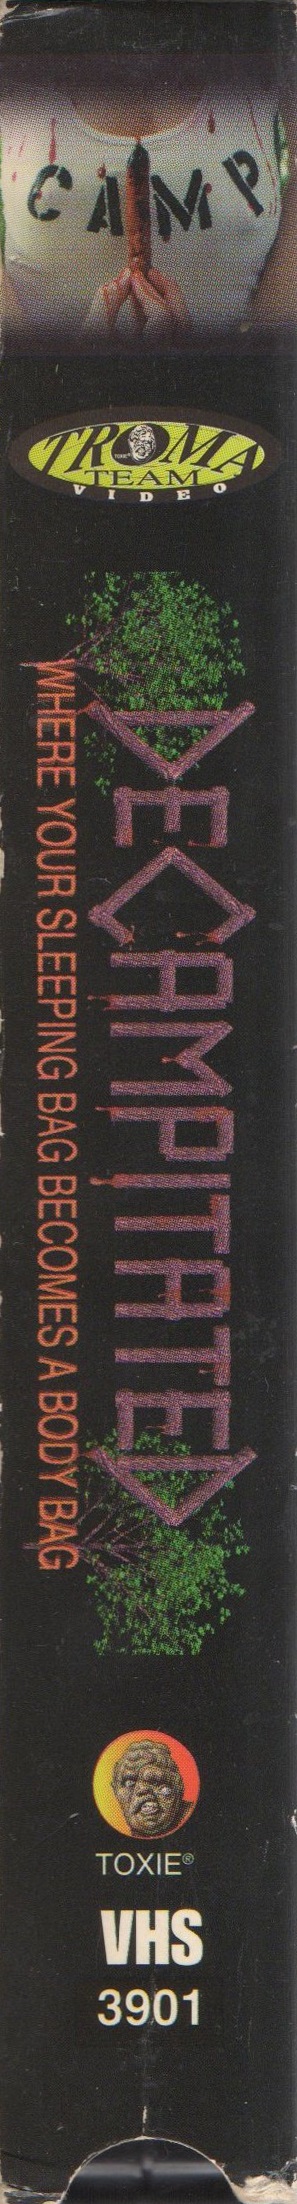 CAMP
TROMA
TEAM
VIDEO
DECAMPITATED
WHERE YOUR SLEEPING BAG BECOMES A BODY BAG
TOXIE®
VHS
3901